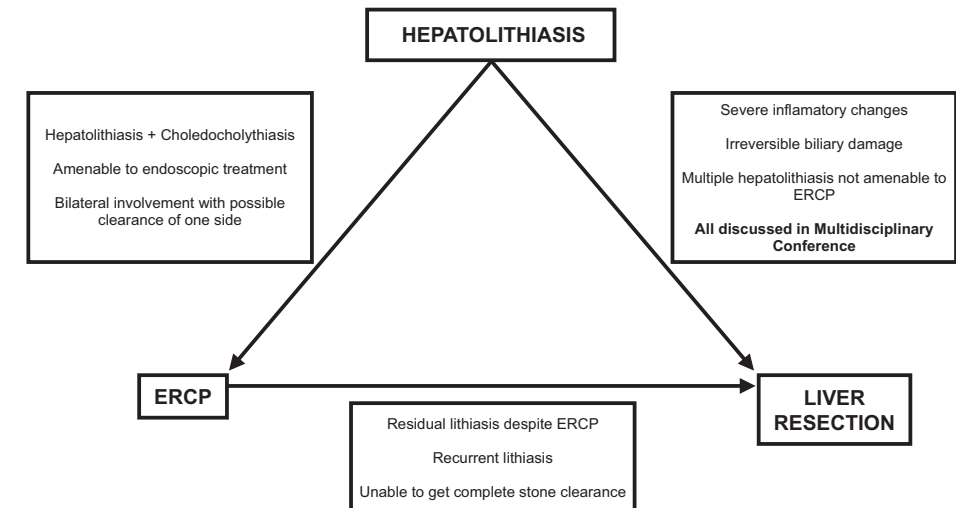 HEPATOLITHIASIS
Hepatolithiasis + Choledocholythiasis
Amenable to endoscopic treatment
Bilateral involvement with possible
clearance of one side
Severe inflamatory changes
Irreversible biliary damage
Multiple hepatolithiasis not amenable to
ERCP
All discussed in Multidisciplinary
Conference
ERCP
LIVER
RESECTION
Residual lithiasis despite ERCP
Recurrent lithiasis
Unable to get complete stone clearance